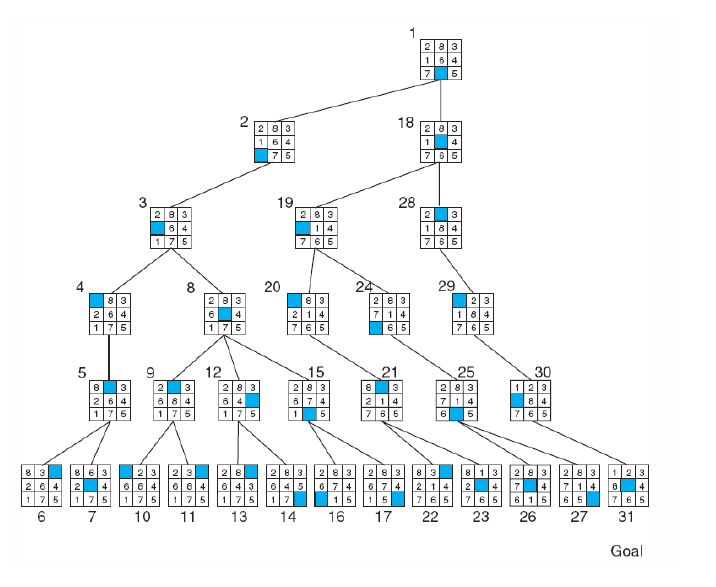 1
2 8 3
1 6 4
7 5
2
2 8 3
1 6 4
7 5
18
2 8 3
1 4
7 6 5
3
2 8 3
6 4
1 7 5
19
2 8 3
1 4
7 6 5
28
2 3
1 8 4
7 6 5
4
8 3
2 6 4
1 7 5
8
2 8 3
6 4
1 7 5
20
8 3
2 1 4
7 6 5
24
2 8 3
7 1 4
6 5
29
2 3
1 8 4
7 6 5
5
8 3
2 6 4
1 7 5
9
2 3
6 8 4
1 7 5
12
2 8 3
6 4
1 7 5
15
2 8 3
6 7 4
1 5
21
8 3
2 1 4
7 6 5
25
2 8 3
7 1 4
6 5
30
1 2 3
8 4
7 6 5
8 3
2 6 4
1 7 5
6
8 6 3
2 4
1 7 5
7
2 3
6 8 4
1 7 5
10
2 3
6 8 4
1 7 5
11
2 8
6 4 3
1 7 5
13
2 8 3
6 4 5
1 7
14
2 8 3
6 7 4
1 5
16
2 8 3
6 7 4
1 5
17
8 3
2 1 4
7 6 5
22
8 1 3
2 4
7 6 5
23
2 8 3
7 4
6 1 5
26
2 8 3
7 1 4
6 5
27
1 2 3
8 4
7 6 5
31
Goal